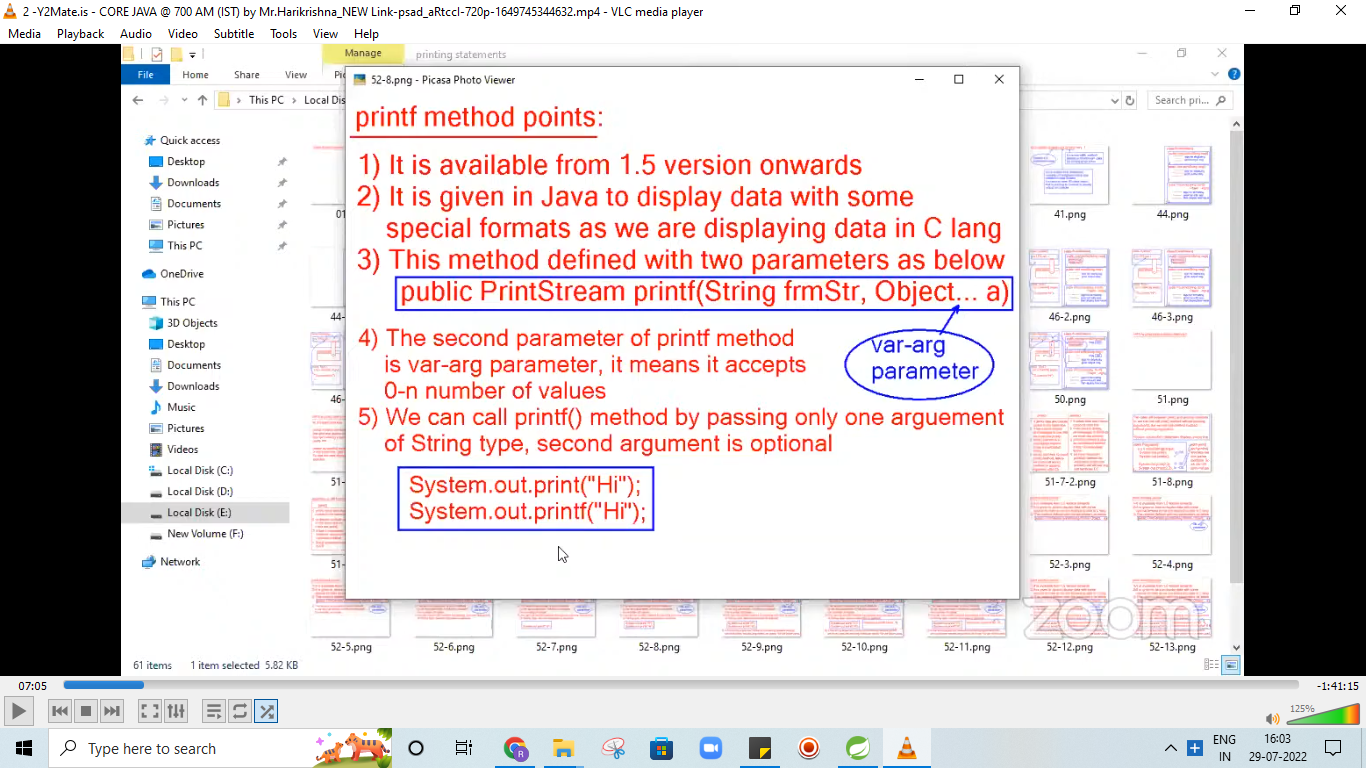 2 -Y2Mate.is - CORE JAVA @ 700 AM (IST) by Mr.Harikrishna_NEW Link-psad_aRtccI-720p-1649745344632.mp4 - VLC media player
Media Playback Audio Video Subtitle Tools View Help
Manage printing statements
File Home Share View
This PC > Local Dis
Search pri...
52-8.png - Picasa Photo Viewer
printf method points:
1) It is available from 1.5 version onwards
2) It is given in Java to display data with some
special formats as we are displaying data in C lang
3) This method defined with two parameters as below
public PrintStream printf(String frmStr, Object... a)
var-arg
parameter
4) The second parameter of printf method
is var-arg parameter, it means it accepts
0-n number of values
5) We can call printf() method by passing only one arguement
of String type, second argument is optional
System.out.print("Hi");
System.out.printf("Hi");
Quick access
Desktop
Downloads
Documents
Pictures
This PC
OneDrive
This PC
3D Objects
Desktop
Documents
Downloads
Music
Pictures
Videos
Local Disk (C:)
Local Disk (D:)
Local Disk (E:)
New Volume (F:)
Network
41.png 44.png
46-2.png 46-3.png
50.png 51.png
51-7-2.png 51-8.png
52-3.png 52-4.png
52-5.png 52-6.png 52-7.png 52-8.png 52-9.png 52-10.png 52-11.png 52-12.png 52-13.png
zoom
61 items 1 item selected 5.82 KB
07:05 -1:41:15
125%
Type here to search
ENG
IN
16:03
29-07-2022